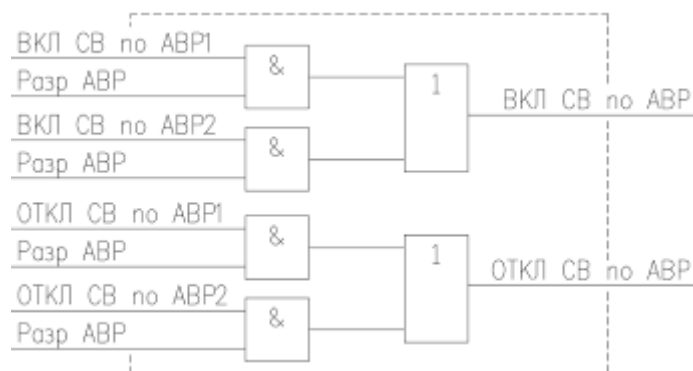 ВКЛ СВ по АВР1
&
1
Разр АВР
ВКЛ СВ по АВР
ВКЛ СВ по АВР2
&
Разр АВР
ОТКЛ СВ по АВР1
&
1
Разр АВР
ОТКЛ СВ по АВР
ОТКЛ СВ по АВР2
&
Разр АВР